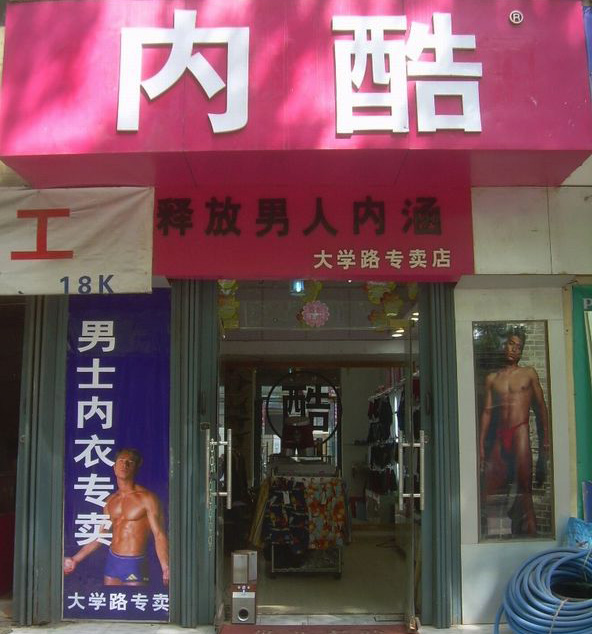 内酷®
释放男人内涵
大学路专卖店
工
18K
男士内衣专卖
大学路专卖
酷